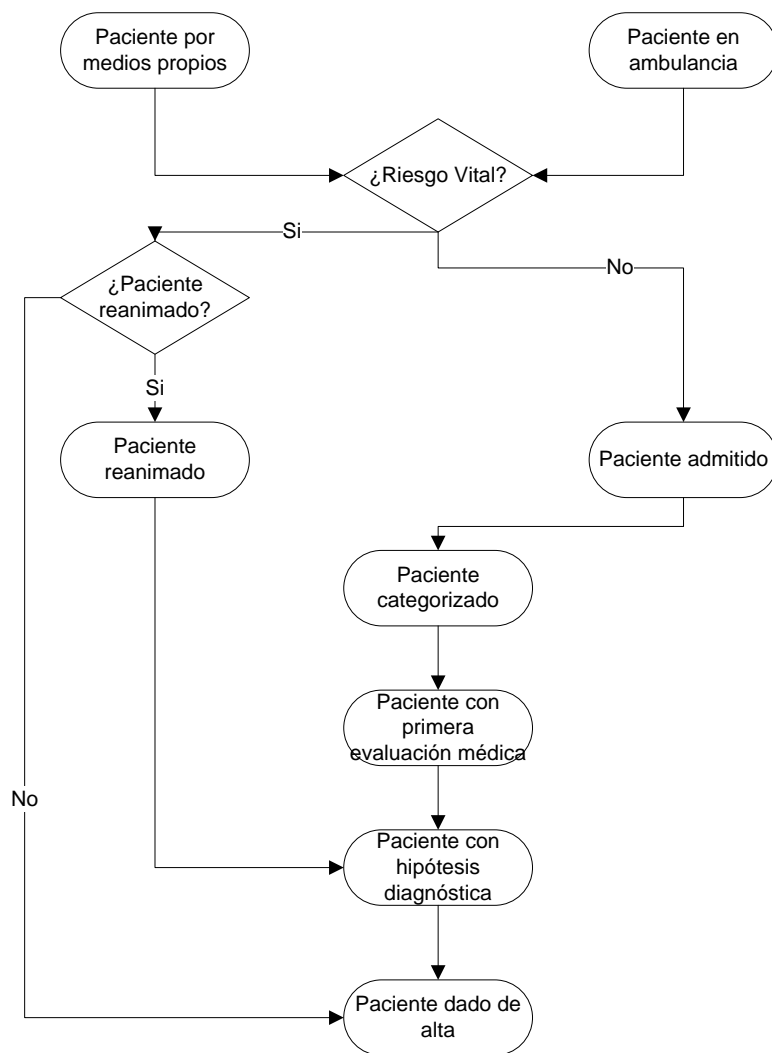 Paciente por
medios propios
Paciente en
ambulancia
¿Riesgo Vital?
Si
No
¿Paciente
reanimado?
Si
Paciente
reanimado
Paciente admitido
Paciente
categorizado
Paciente con
primera
evaluación médica
No
Paciente con
hipótesis
diagnóstica
Paciente dado de
alta